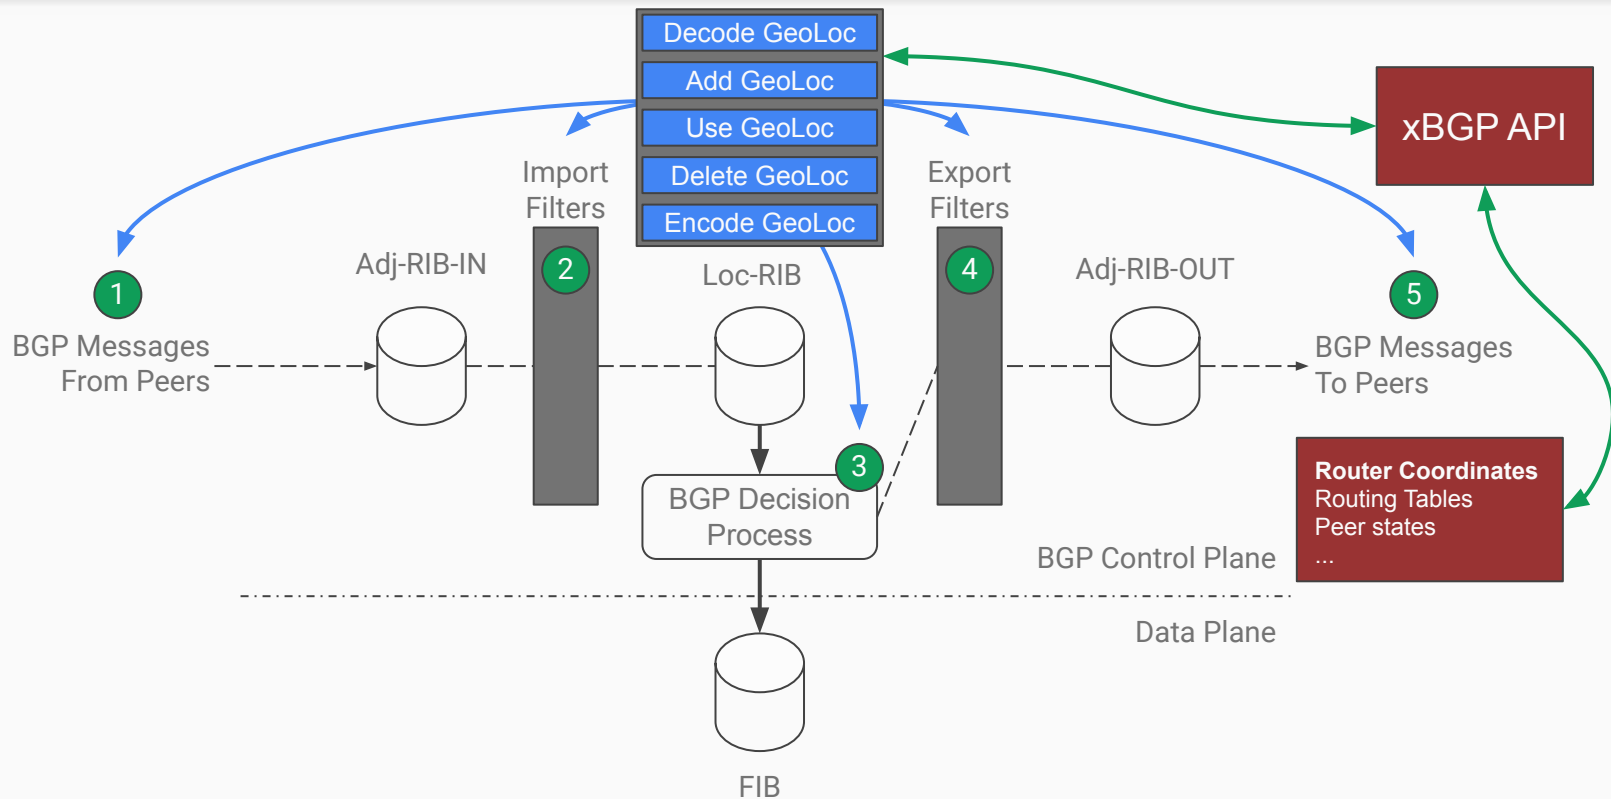 Decode GeoLoc
Add GeoLoc
Use GeoLoc
Delete GeoLoc
Encode GeoLoc
xBGP API
Import
Filters
Export
Filters
Adj-RIB-IN
2
Loc-RIB
4
Adj-RIB-OUT
1
5
BGP Messages
From Peers
BGP Messages
To Peers
3
BGP Decision
Process
Router Coordinates
Routing Tables
Peer states
...
BGP Control Plane
Data Plane
FIB